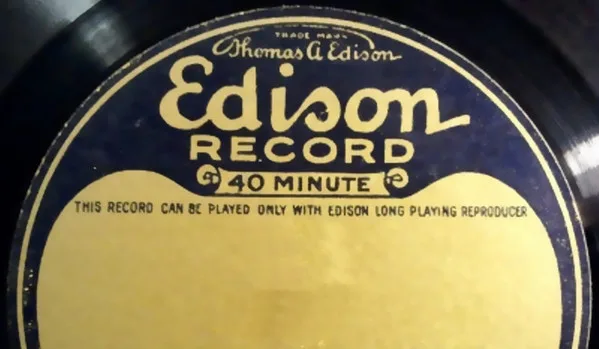 TRADE MARK
Thomas A Edison
Edison
RECORD
40 MINUTE
THIS RECORD CAN BE PLAYED ONLY WITH EDISON LONG PLAYING REPRODUCER